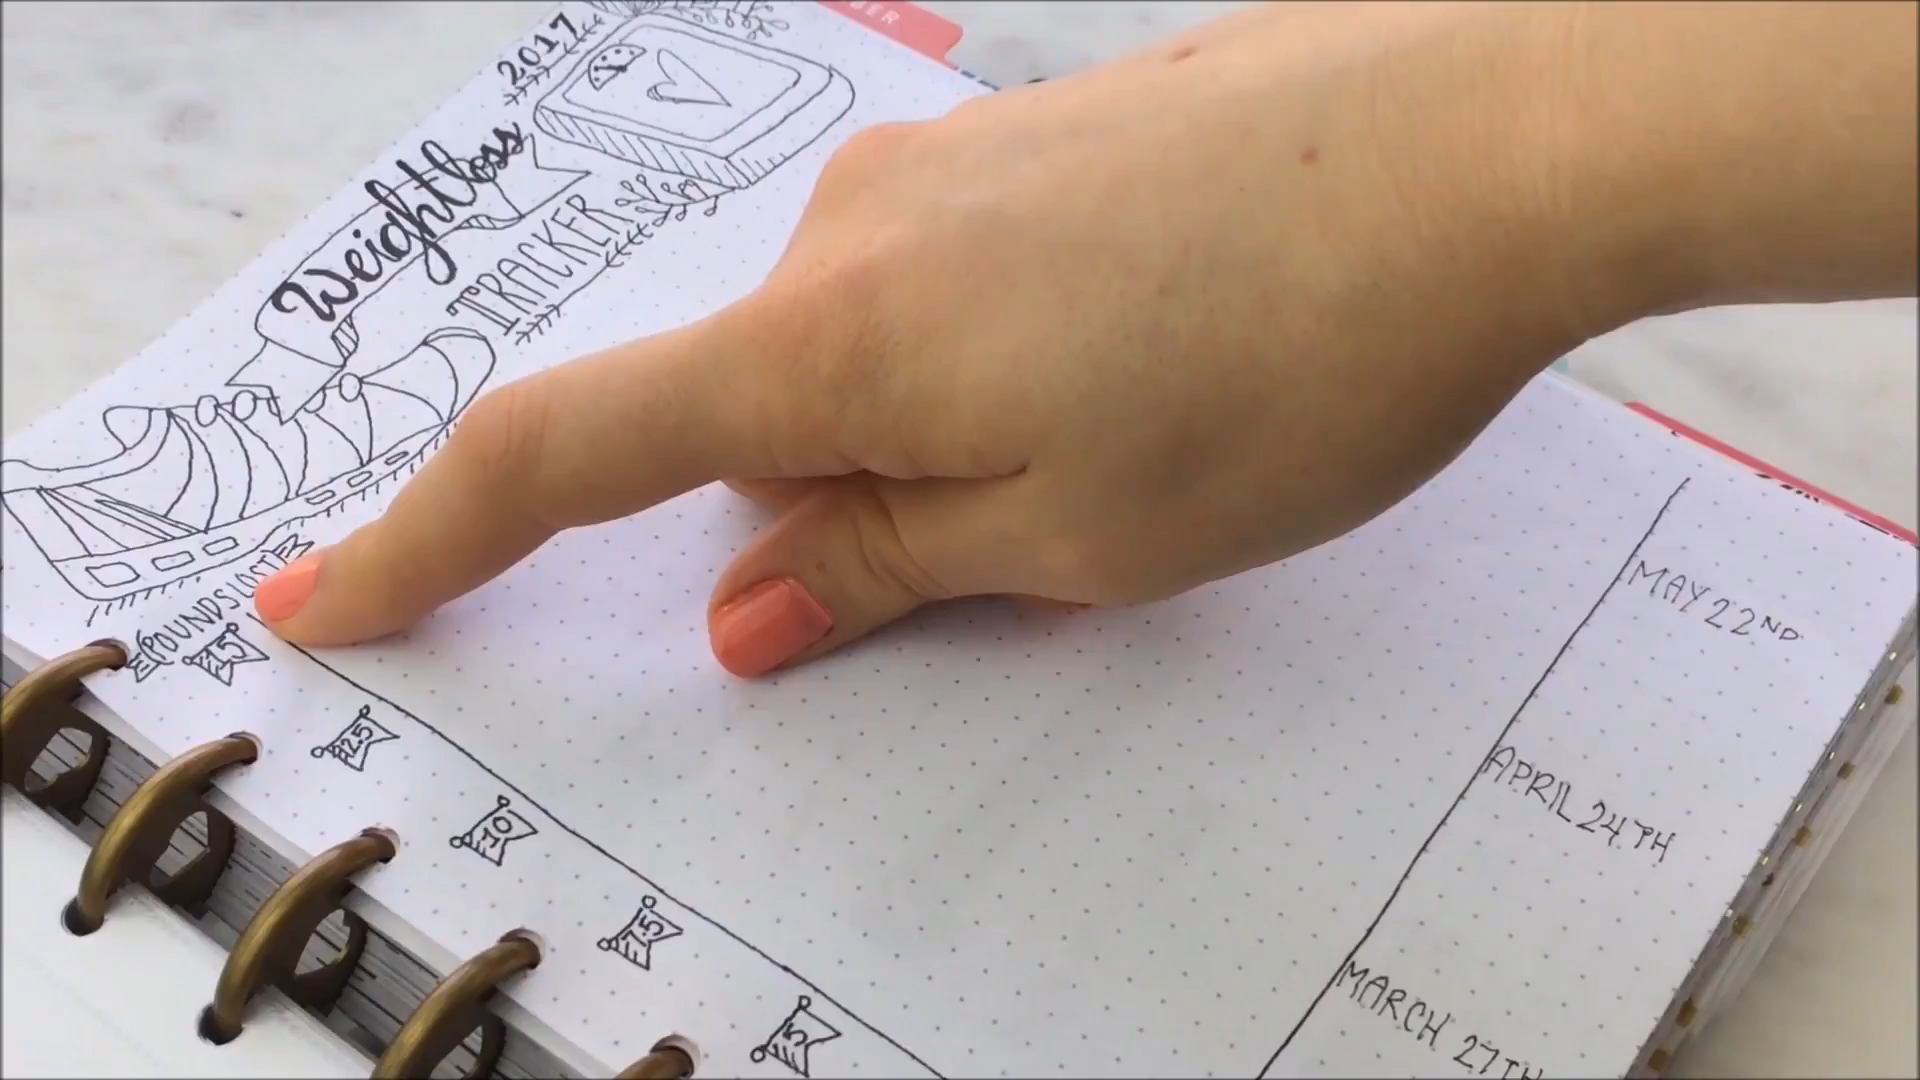 2017
Weightloss
TRACKER
POUNDS LOST
15
12.5
10
7.5
5
MAY 22ND
APRIL 24TH
MARCH 27TH